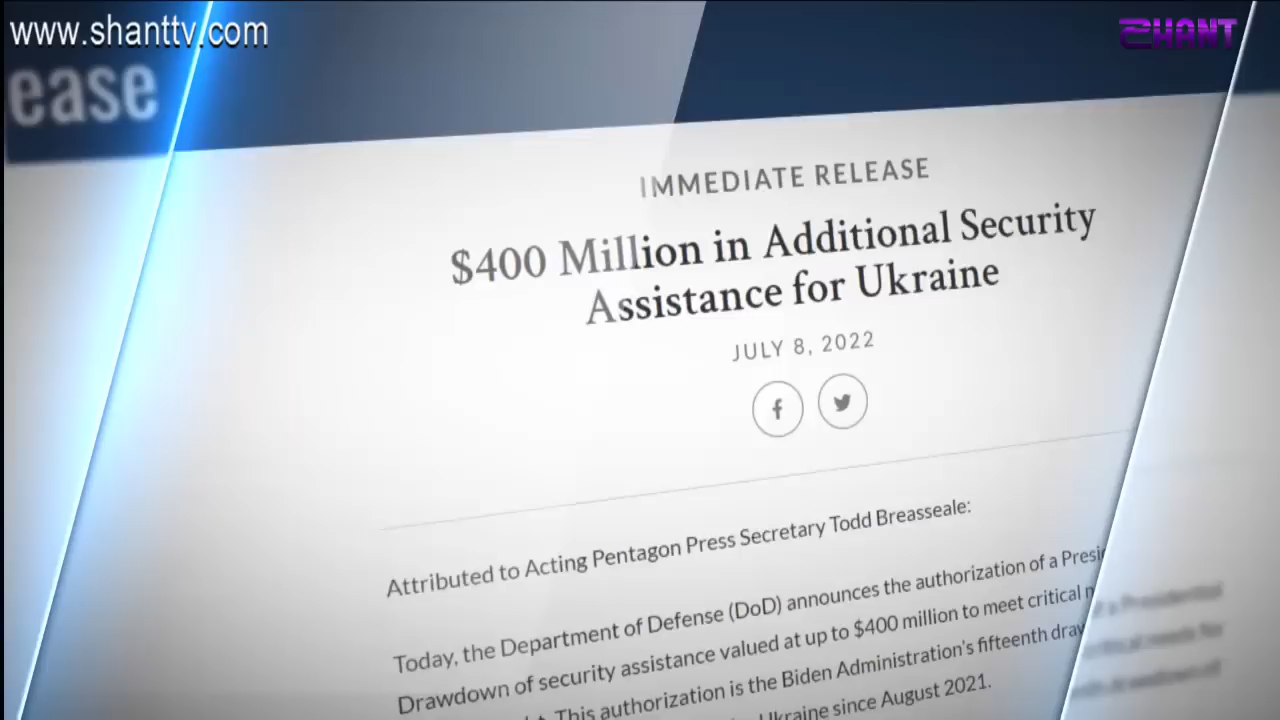 www.shanttv.com
SHANT
ease
IMMEDIATE RELEASE
$400 Million in Additional Security
Assistance for Ukraine
JULY 8, 2022
Attributed to Acting Pentagon Press Secretary Todd Breasseale:
Today, the Department of Defense (DoD) announces the authorization of a Presi
Drawdown of security assistance valued at up to $400 million to meet critical
This authorization is the Biden Administration's fifteenth draw
Ukraine since August 2021.